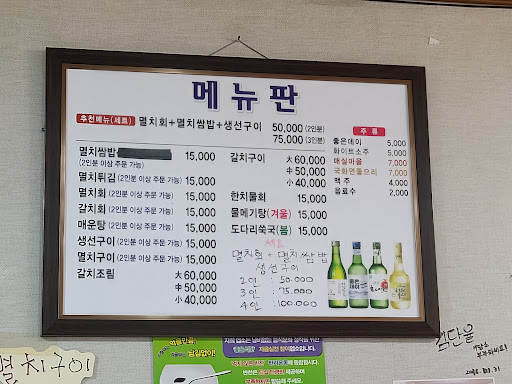 메뉴판
추천메뉴(세트) 멸치회+멸치쌈밥+생선구이 50,000 (2인분)
75,000 (3인분)
멸치쌈밥 15,000
(2인분 이상 주문 가능)
멸치튀김 (2인분 이상 주문 가능) 15,000
멸치회 (2인분 이상 주문 가능) 15,000
갈치회 (2인분 이상 주문 가능) 15,000
매운탕 (2인분 이상 주문 가능) 15,000
생선구이 (2인분 이상 주문 가능) 15,000
멸치구이 (2인분 이상 주문 가능) 15,000
갈치조림 大 60,000
中 50,000
小 40,000
갈치구이 大 60,000
中 50,000
小 40,000
한치물회 15,000
물메기탕(겨울) 15,000
도다리쑥국(봄) 15,000
세트
멸치회 + 멸치쌈밥
생선구이
2인 : 50.000
3인 : 75.000
4인 : 100.000
주류
좋은데이 5,000
화이트소주 5,000
매실마을 7,000
국화면좋으리 7,000
맥주 4,000
음료수 2,000
김단율
멸치구이